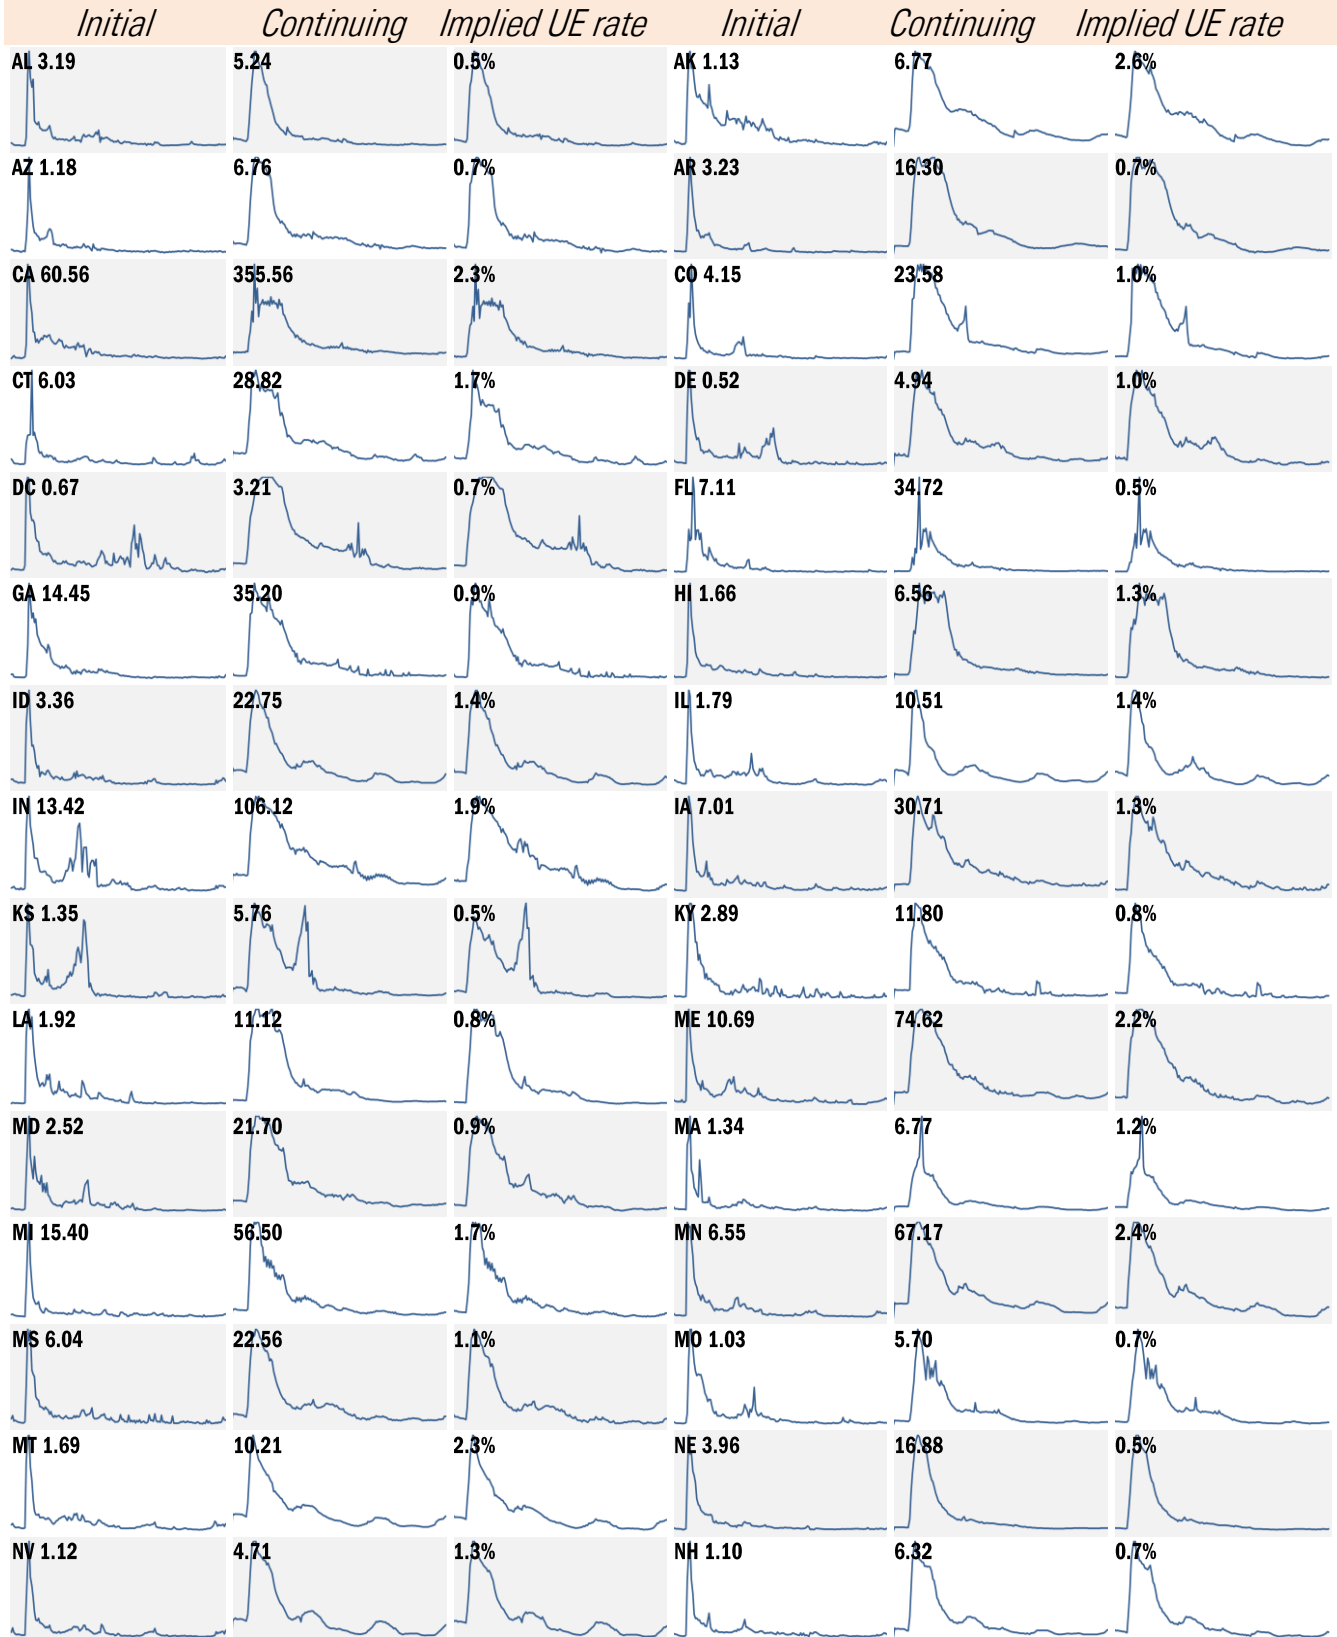 Initial Continuing Implied UE rate Initial Continuing Implied UE rate
AL 3.19 5.24 0.5% AK 1.13 6.77 2.6%
AZ 1.18 6.76 0.7% AR 3.23 16.30 0.7%
CA 60.56 355.56 2.3% CO 4.15 23.58 1.0%
CT 6.03 28.82 1.7% DE 0.52 4.94 1.0%
DC 0.67 3.21 0.7% FL 7.11 34.72 0.5%
GA 14.45 35.20 0.9% HI 1.66 6.56 1.3%
ID 3.36 22.75 1.4% IL 1.79 10.51 1.4%
IN 13.42 106.12 1.9% IA 7.01 30.71 1.3%
KS 1.35 5.76 0.5% KY 2.89 11.80 0.8%
LA 1.92 11.12 0.8% ME 10.69 74.62 2.2%
MD 2.52 21.70 0.9% MA 1.34 6.77 1.2%
MI 15.40 56.50 1.7% MN 6.55 67.17 2.4%
MS 6.04 22.56 1.1% MO 1.03 5.70 0.7%
MT 1.69 10.21 2.3% NE 3.96 16.88 0.5%
NV 1.12 4.71 1.3% NH 1.10 6.32 0.7%